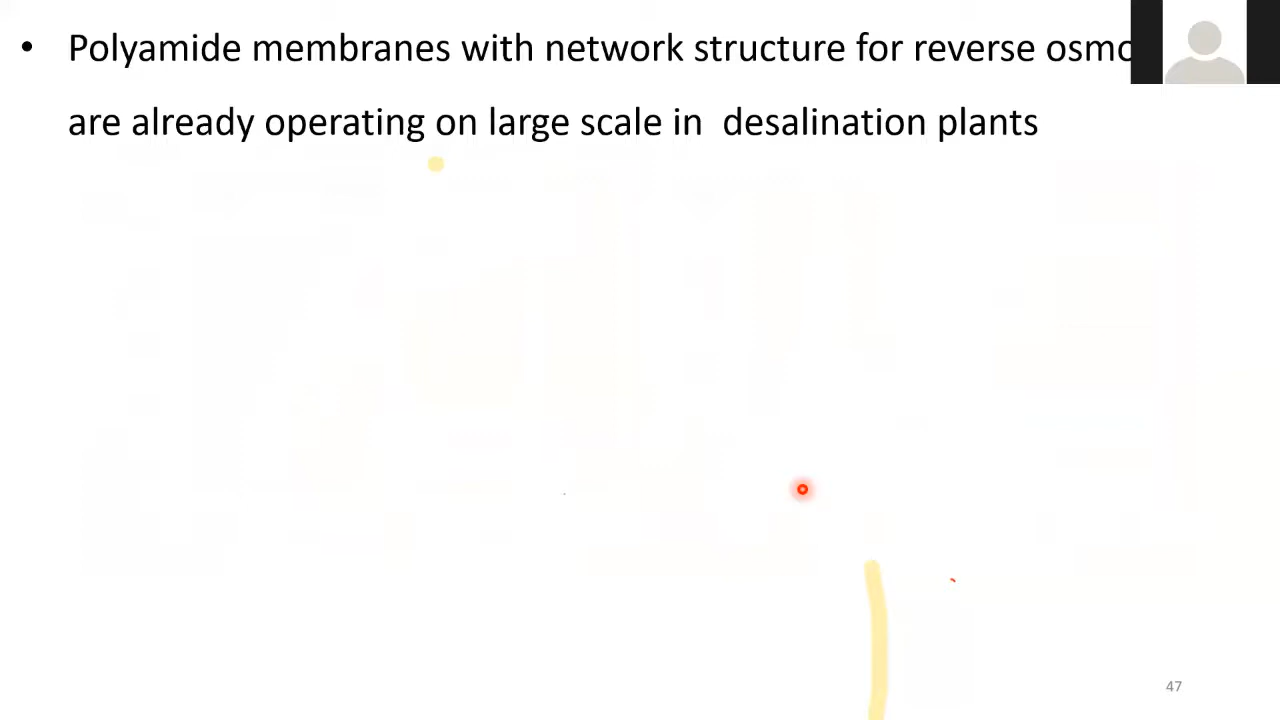 • Polyamide membranes with network structure for reverse osmo
are already operating on large scale in desalination plants
47